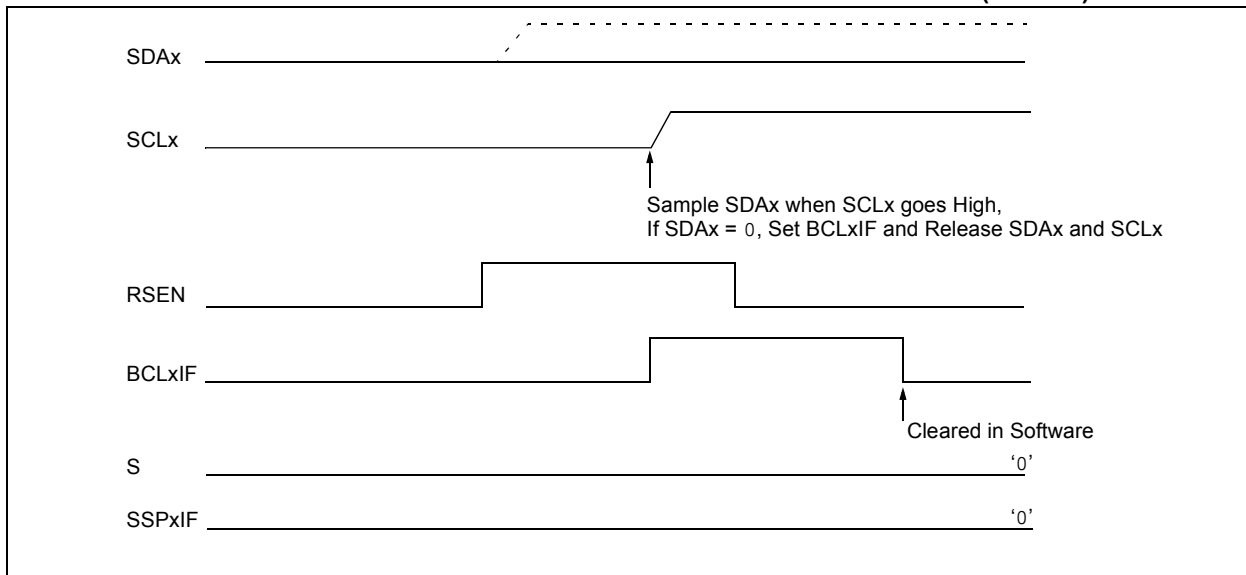 SDAx
SCLx
Sample SDAx when SCLx goes High,
If SDAx = 0, Set BCLxIF and Release SDAx and SCLx
RSEN
BCLxIF
Cleared in Software
S
‘0’
SSPxIF
‘0’